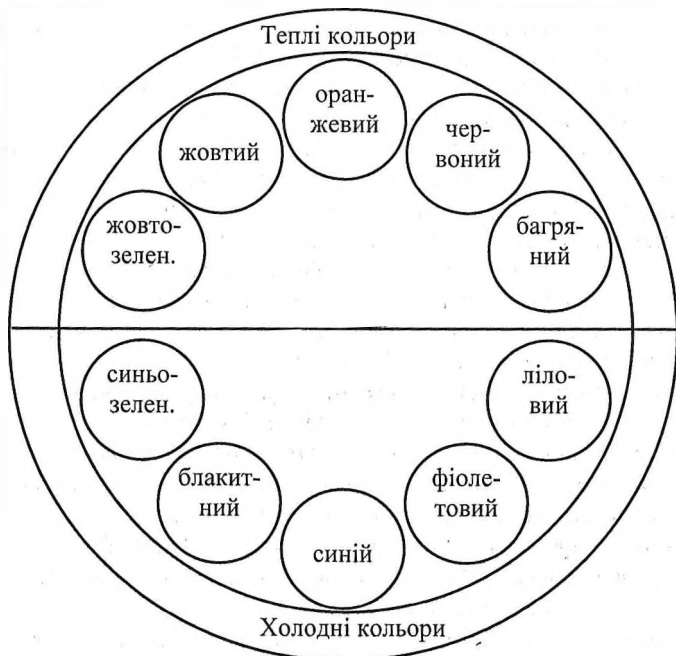 Теплі кольори
оран-
жевий
жовтий
чер-
воний
жовто-
зелен.
багря-
ний
синьо-
зелен.
ліло-
вий
блакит-
ний
фіоле-
товий
синій
Холодні кольори